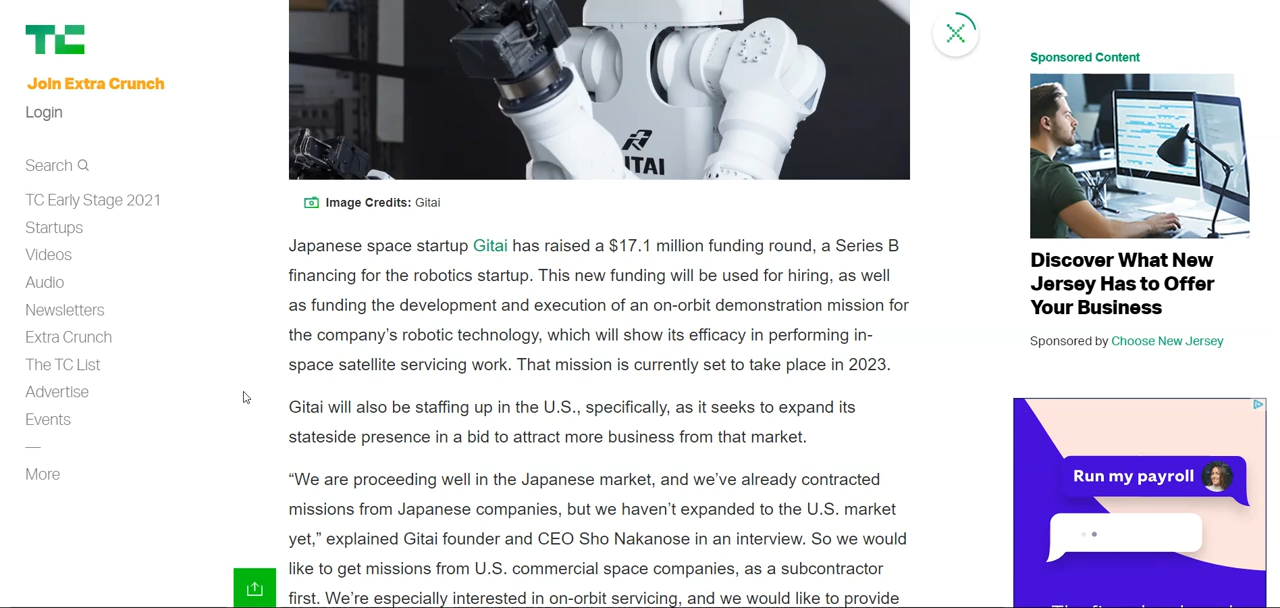 TC
Join Extra Crunch
Login
Search
TC Early Stage 2021
Startups
Videos
Audio
Newsletters
Extra Crunch
The TC List
Advertise
Events
—
More
ITAI
Image Credits: Gitai
Japanese space startup Gitai has raised a $17.1 million funding round, a Series B
financing for the robotics startup. This new funding will be used for hiring, as well
as funding the development and execution of an on-orbit demonstration mission for
the company’s robotic technology, which will show its efficacy in performing in-
space satellite servicing work. That mission is currently set to take place in 2023.
Gitai will also be staffing up in the U.S., specifically, as it seeks to expand its
stateside presence in a bid to attract more business from that market.
“We are proceeding well in the Japanese market, and we’ve already contracted
missions from Japanese companies, but we haven’t expanded to the U.S. market
yet,” explained Gitai founder and CEO Sho Nakanose in an interview. So we would
like to get missions from U.S. commercial space companies, as a subcontractor
first. We’re especially interested in on-orbit servicing, and we would like to provide
Sponsored Content
Discover What New
Jersey Has to Offer
Your Business
Sponsored by Choose New Jersey
Run my payroll